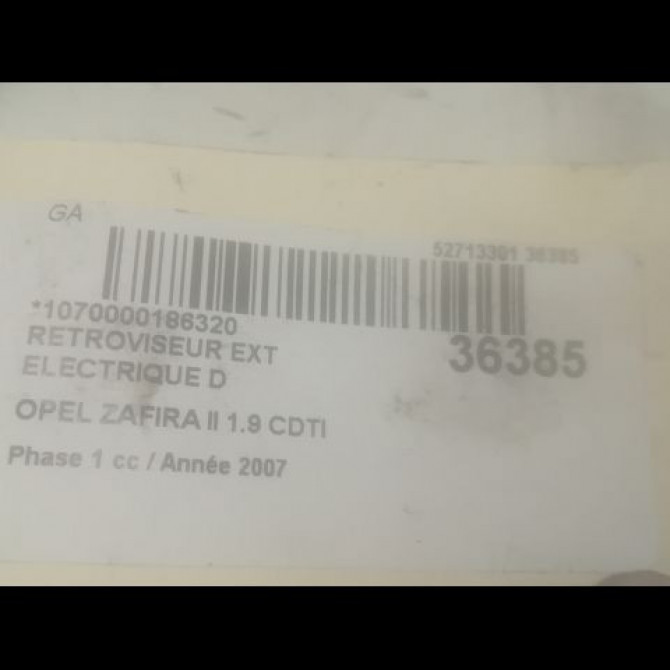 GA
52713301 36385
*1070000186320
36385
RETROVISEUR EXT
ELECTRIQUE D
OPEL ZAFIRA II 1.9 CDTI
Phase 1 cc / Année 2007